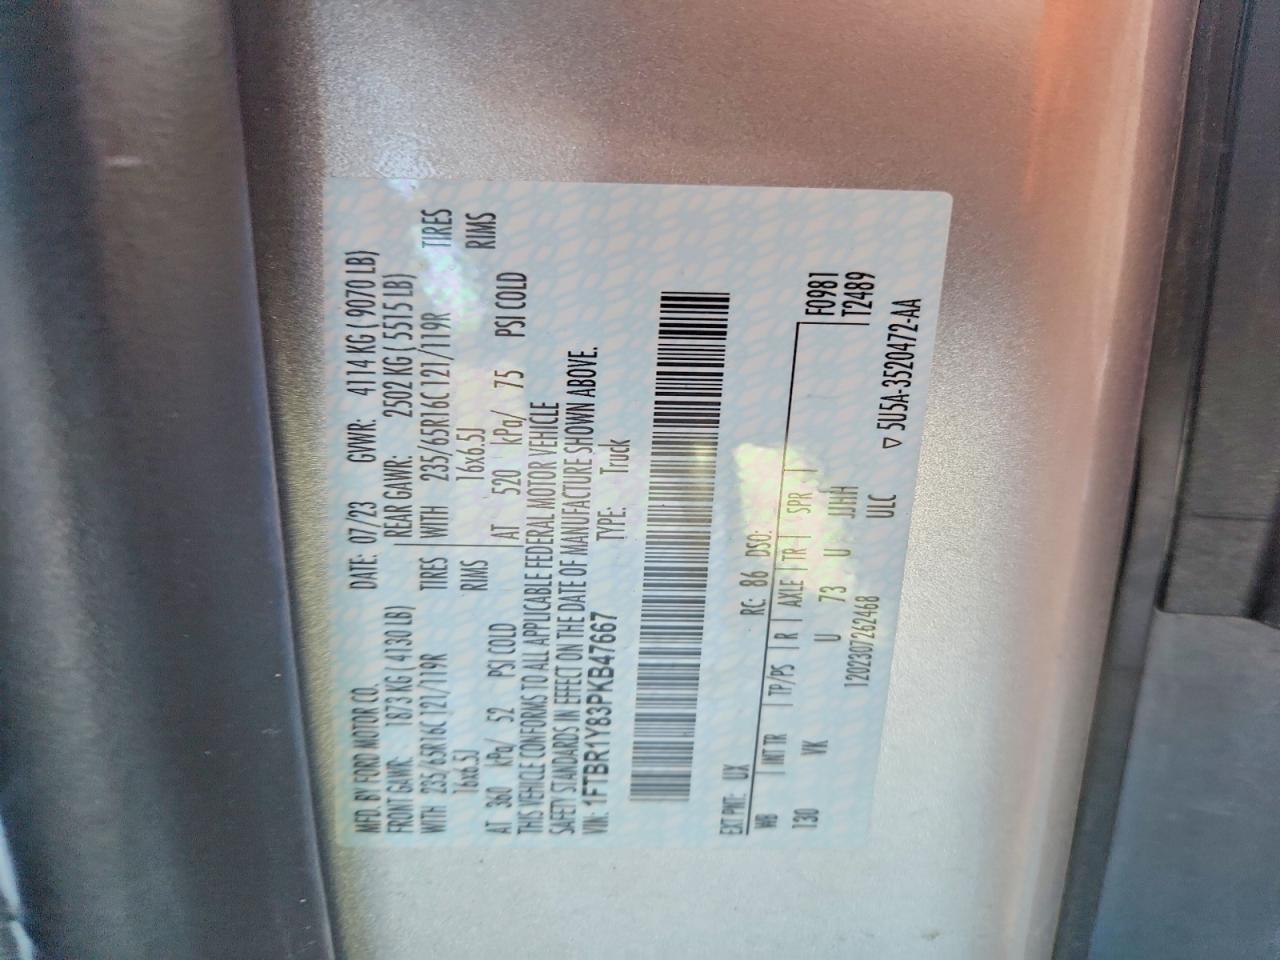 MFD. BY FORD MOTOR CO. DATE: 07/23 GVWR: 4114 KG ( 9070 LB)
FRONT GAWR: 1873 KG ( 4130 LB) REAR GAWR: 2502 KG ( 5515 LB)
WITH 235/65R16C 121/119R TIRES WITH 235/65R16C 121/119R TIRES
16x6.5J RIMS 16x6.5J RIMS
AT 360 kPa/ 52 PSI COLD AT 520 kPa/ 75 PSI COLD
THIS VEHICLE CONFORMS TO ALL APPLICABLE FEDERAL MOTOR VEHICLE
SAFETY STANDARDS IN EFFECT ON THE DATE OF MANUFACTURE SHOWN ABOVE.
VIN: 1FTBR1Y83PKB47667 TYPE: Truck
EXT PNT: UX RC: 86 DSO:
WB INT TR TP/PS R AXLE TR SPR F0981
130 VK U 73 U JJHH T2489
1202307262468 ULC
▽ 5U5A-3520472-AA